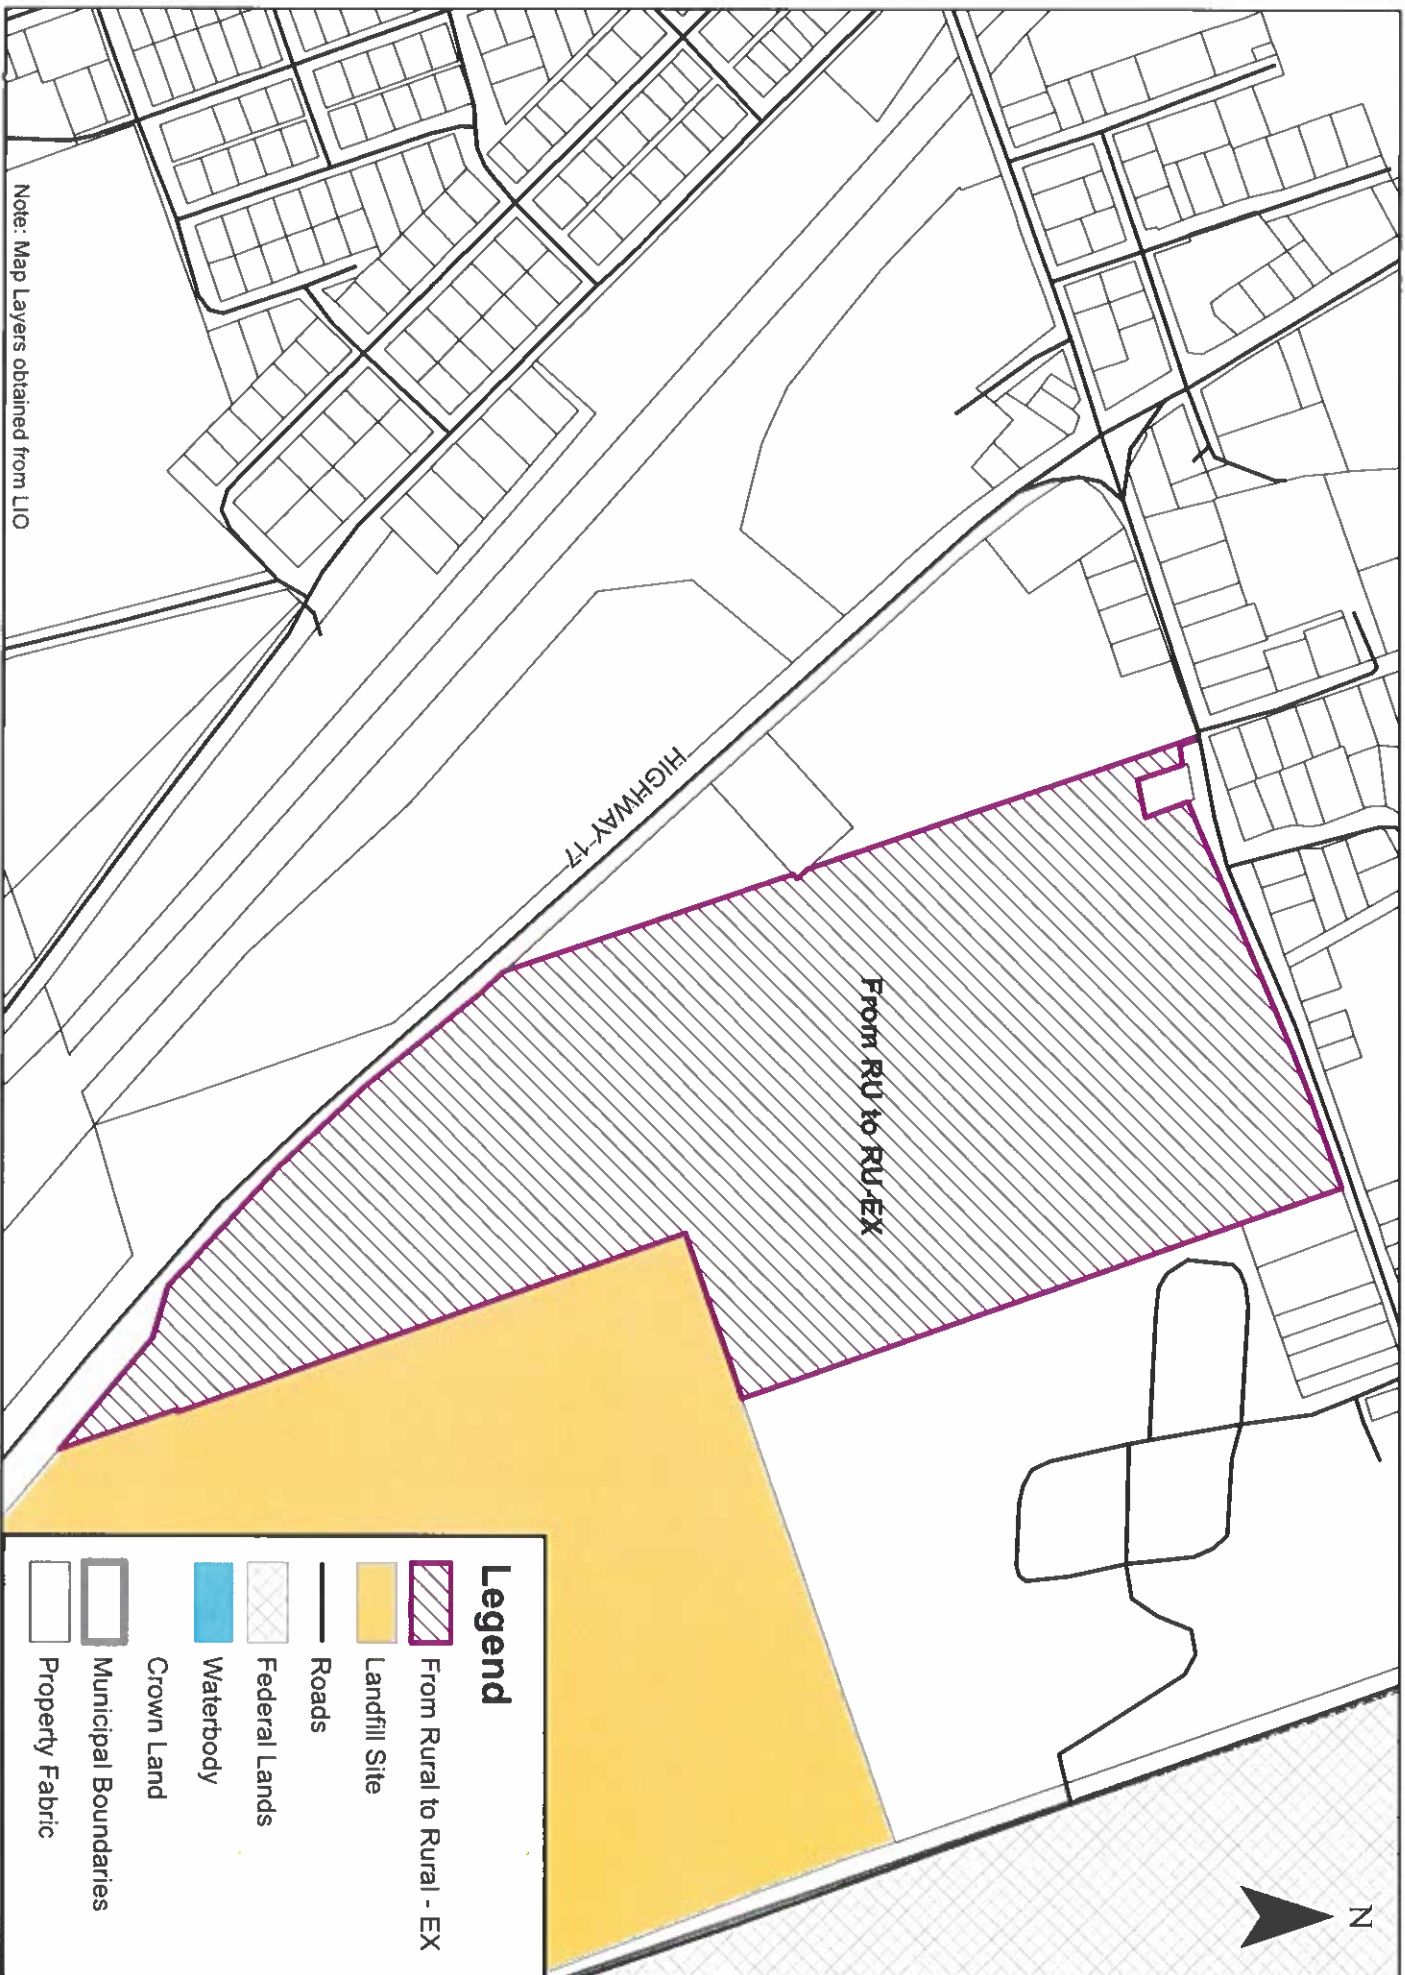 HIGHWAY 17
From RU to RU-EX
N
Legend
From Rural to Rural - EX
Landfill Site
Roads
Federal Lands
Waterbody
Crown Land
Municipal Boundaries
Property Fabric
Note: Map Layers obtained from LIO